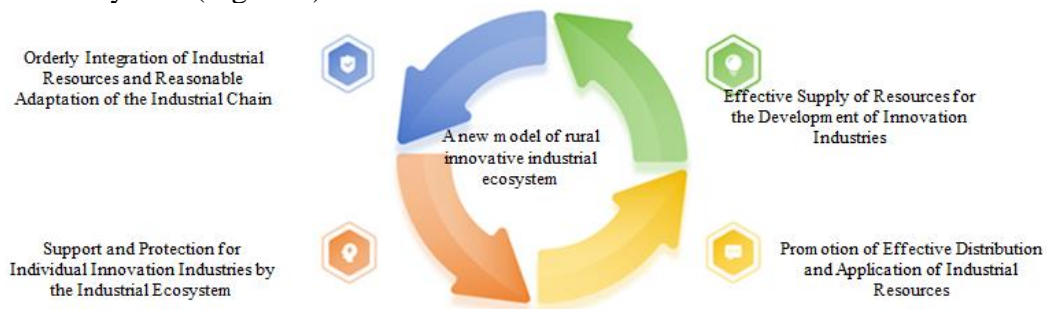 Orderly Integration of Industrial
Resources and Reasonable
Adaptation of the Industrial Chain
Effective Supply of Resources for
the Development of Innovation
Industries
A new model of rural
innovative industrial
ecosystem
Support and Protection for
Individual Innovation Industries by
the Industrial Ecosystem
Promotion of Effective Distribution
and Application of Industrial
Resources